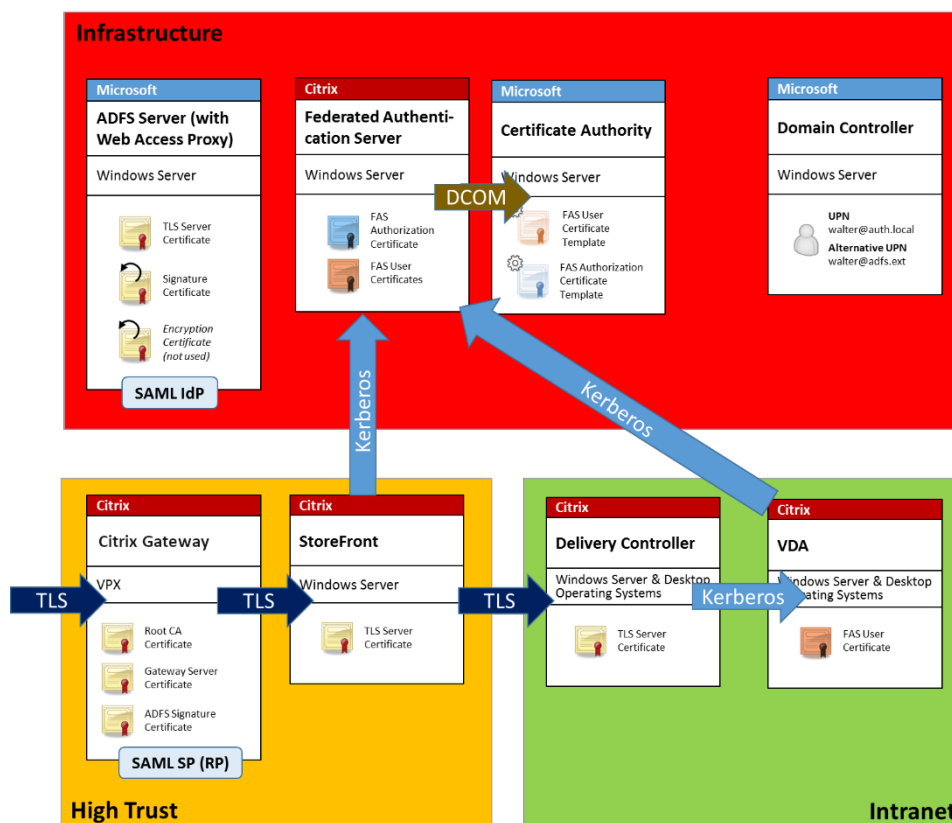 Infrastructure
Microsoft
ADFS Server (with
Web Access Proxy)
Windows Server
TLS Server
Certificate
Signature
Certificate
Encryption
Certificate
(not used)
SAML IdP
Citrix
Federated Authenti-
cation Server
Windows Server
FAS
Authorization
Certificate
FAS User
Certificates
DCOM
Microsoft
Certificate Authority
Windows Server
FAS User
Certificate
Template
FAS Authorization
Certificate
Template
Microsoft
Domain Controller
Windows Server
UPN
walter@auth.local
Alternative UPN
walter@adfs.ext
Kerberos
Kerberos
Citrix
Citrix Gateway
VPX
TLS
Root CA
Certificate
Gateway Server
Certificate
ADFS Signature
Certificate
SAML SP (RP)
High Trust
Citrix
StoreFront
Windows Server
TLS
TLS Server
Certificate
TLS
Citrix
Delivery Controller
Windows Server & Desktop
Operating Systems
TLS Server
Certificate
Kerberos
Citrix
VDA
Windows Server & Desktop
Operating Systems
FAS User
Certificate
Intranet